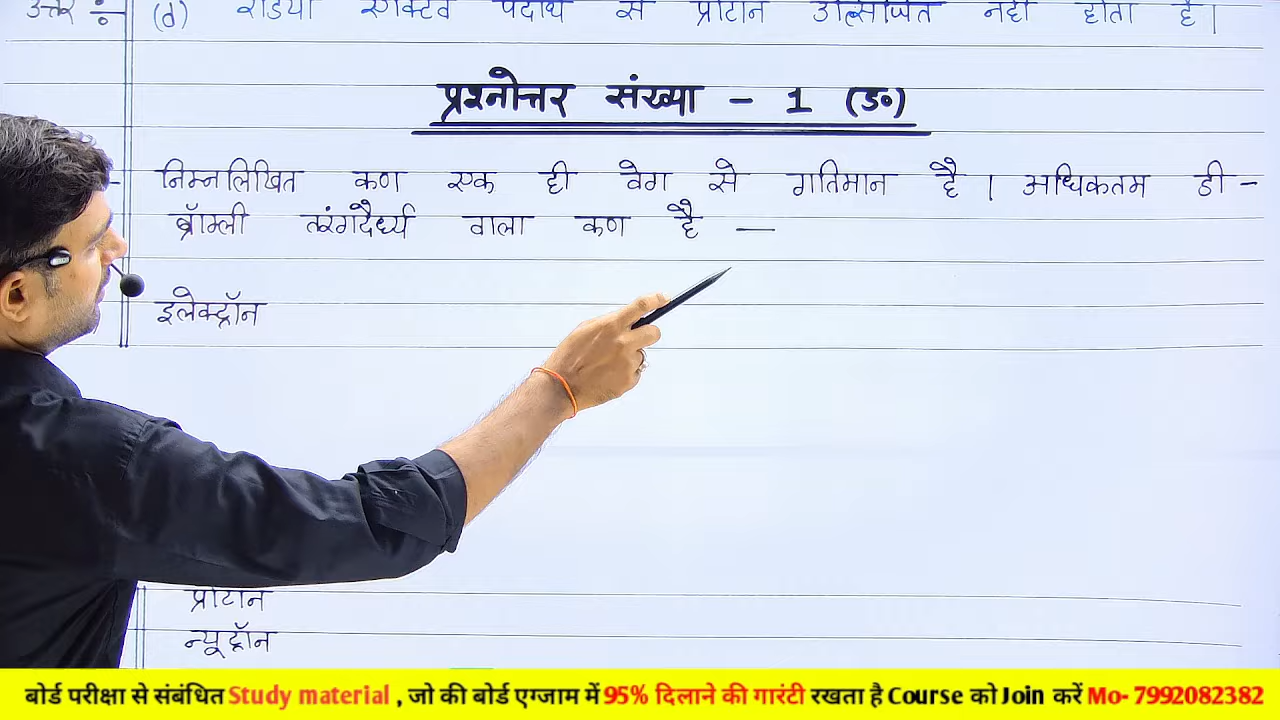 उत्तर ÷ (d) रेडियो एक्टिव पदार्थ से प्रोटॉन उत्सर्जित नहीं होता है।
प्रश्नोत्तर संख्या - 1 (ड॰)
निम्नलिखित कण एक ही वेग से गतिमान है। अधिकतम डी-
ब्रॉग्ली तरंगदैर्ध्य वाला कण है —
इलेक्ट्रॉन
प्रोटॉन
न्यूट्रॉन
बोर्ड परीक्षा से संबंधित Study material , जो की बोर्ड एग्जाम में 95% दिलाने की गारंटी रखता है Course को Join करें Mo- 7992082382